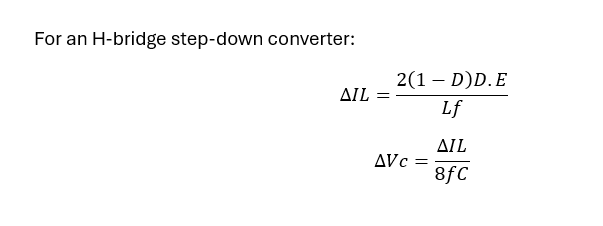 For an H-bridge step-down converter:
ΔIL = 2(1 − D)D.E / Lf
ΔVc = ΔIL / 8fC